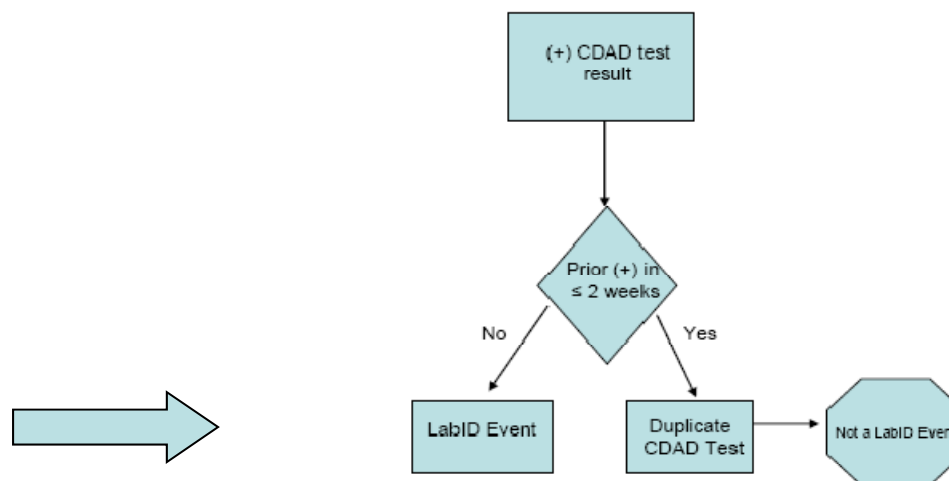 (+) CDAD test
result
Prior (+) in
≤ 2 weeks
No
Yes
LabID Event
Duplicate
CDAD Test
Not a LabID Even